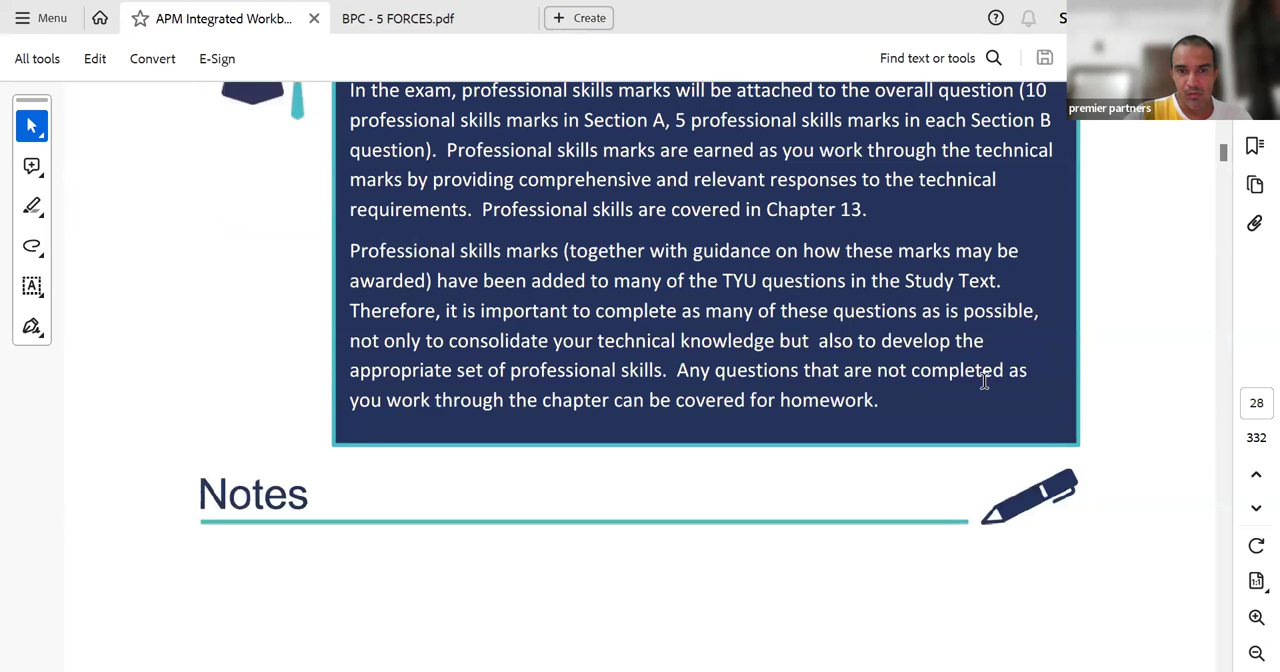 Menu
APM Integrated Workb...
BPC - 5 FORCES.pdf
Create
S
All tools
Edit
Convert
E-Sign
Find text or tools
premier partners
In the exam, professional skills marks will be attached to the overall question (10
professional skills marks in Section A, 5 professional skills marks in each Section B
question). Professional skills marks are earned as you work through the technical
marks by providing comprehensive and relevant responses to the technical
requirements. Professional skills are covered in Chapter 13.
Professional skills marks (together with guidance on how these marks may be
awarded) have been added to many of the TYU questions in the Study Text.
Therefore, it is important to complete as many of these questions as is possible,
not only to consolidate your technical knowledge but also to develop the
appropriate set of professional skills. Any questions that are not completed as
you work through the chapter can be covered for homework.
28
332
Notes
1:1